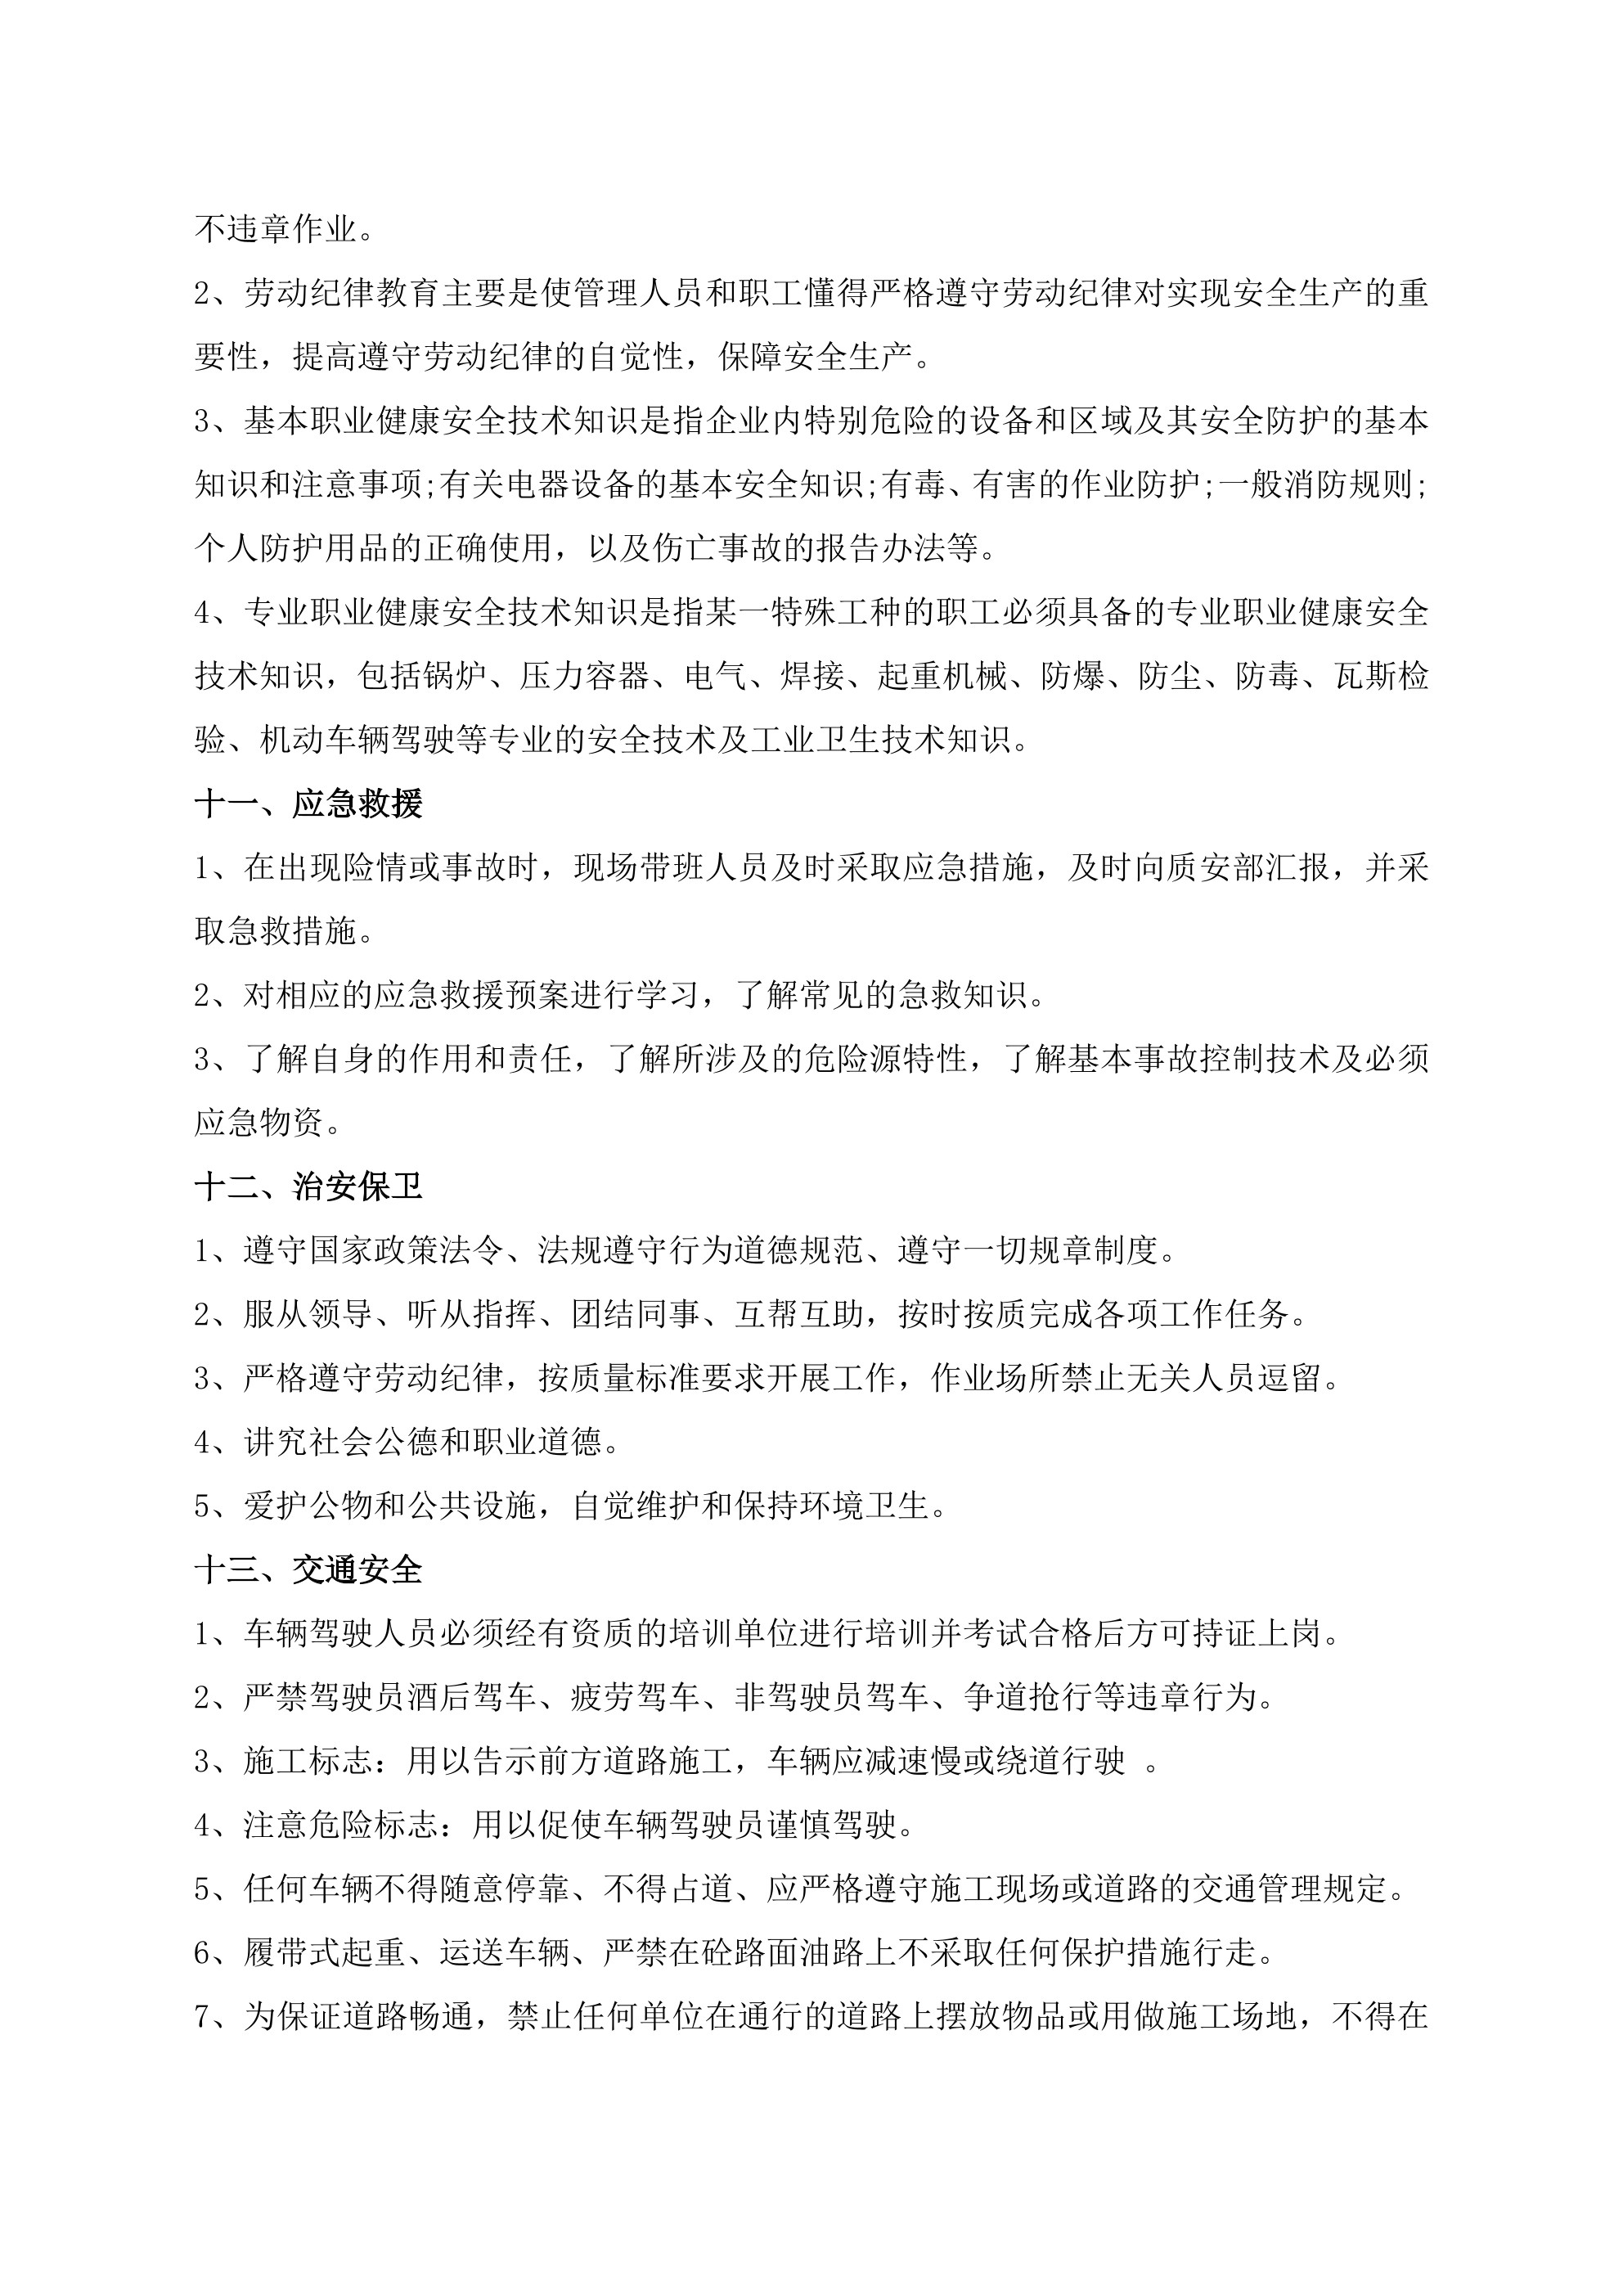 不违章作业。
2、劳动纪律教育主要是使管理人员和职工懂得严格遵守劳动纪律对实现安全生产的重
要性，提高遵守劳动纪律的自觉性，保障安全生产。
3、基本职业健康安全技术知识是指企业内特别危险的设备和区域及其安全防护的基本
知识和注意事项;有关电器设备的基本安全知识;有毒、有害的作业防护;一般消防规则;
个人防护用品的正确使用，以及伤亡事故的报告办法等。
4、专业职业健康安全技术知识是指某一特殊工种的职工必须具备的专业职业健康安全
技术知识，包括锅炉、压力容器、电气、焊接、起重机械、防爆、防尘、防毒、瓦斯检
验、机动车辆驾驶等专业的安全技术及工业卫生技术知识。
十一、应急救援
1、在出现险情或事故时，现场带班人员及时采取应急措施，及时向质安部汇报，并采
取急救措施。
2、对相应的应急救援预案进行学习，了解常见的急救知识。
3、了解自身的作用和责任，了解所涉及的危险源特性，了解基本事故控制技术及必须
应急物资。
十二、治安保卫
1、遵守国家政策法令、法规遵守行为道德规范、遵守一切规章制度。
2、服从领导、听从指挥、团结同事、互帮互助，按时按质完成各项工作任务。
3、严格遵守劳动纪律，按质量标准要求开展工作，作业场所禁止无关人员逗留。
4、讲究社会公德和职业道德。
5、爱护公物和公共设施，自觉维护和保持环境卫生。
十三、交通安全
1、车辆驾驶人员必须经有资质的培训单位进行培训并考试合格后方可持证上岗。
2、严禁驾驶员酒后驾车、疲劳驾车、非驾驶员驾车、争道抢行等违章行为。
3、施工标志：用以告示前方道路施工，车辆应减速慢或绕道行驶 。
4、注意危险标志：用以促使车辆驾驶员谨慎驾驶。
5、任何车辆不得随意停靠、不得占道、应严格遵守施工现场或道路的交通管理规定。
6、履带式起重、运送车辆、严禁在砼路面油路上不采取任何保护措施行走。
7、为保证道路畅通，禁止任何单位在通行的道路上摆放物品或用做施工场地，不得在